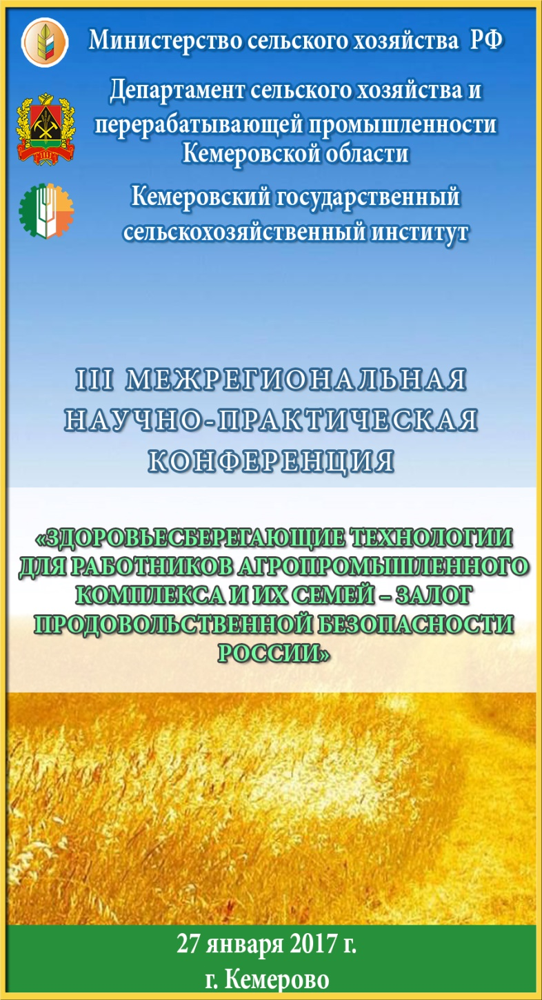 Министерство сельского хозяйства РФ
Департамент сельского хозяйства и
перерабатывающей промышленности
Кемеровской области
Кемеровский государственный
сельскохозяйственный институт
III МЕЖРЕГИОНАЛЬНАЯ
НАУЧНО-ПРАКТИЧЕСКАЯ
КОНФЕРЕНЦИЯ
«ЗДОРОВЬЕСБЕРЕГАЮЩИЕ ТЕХНОЛОГИИ
ДЛЯ РАБОТНИКОВ АГРОПРОМЫШЛЕННОГО
КОМПЛЕКСА И ИХ СЕМЕЙ – ЗАЛОГ
ПРОДОВОЛЬСТВЕННОЙ БЕЗОПАСНОСТИ
РОССИИ»
27 января 2017 г.
г. Кемерово